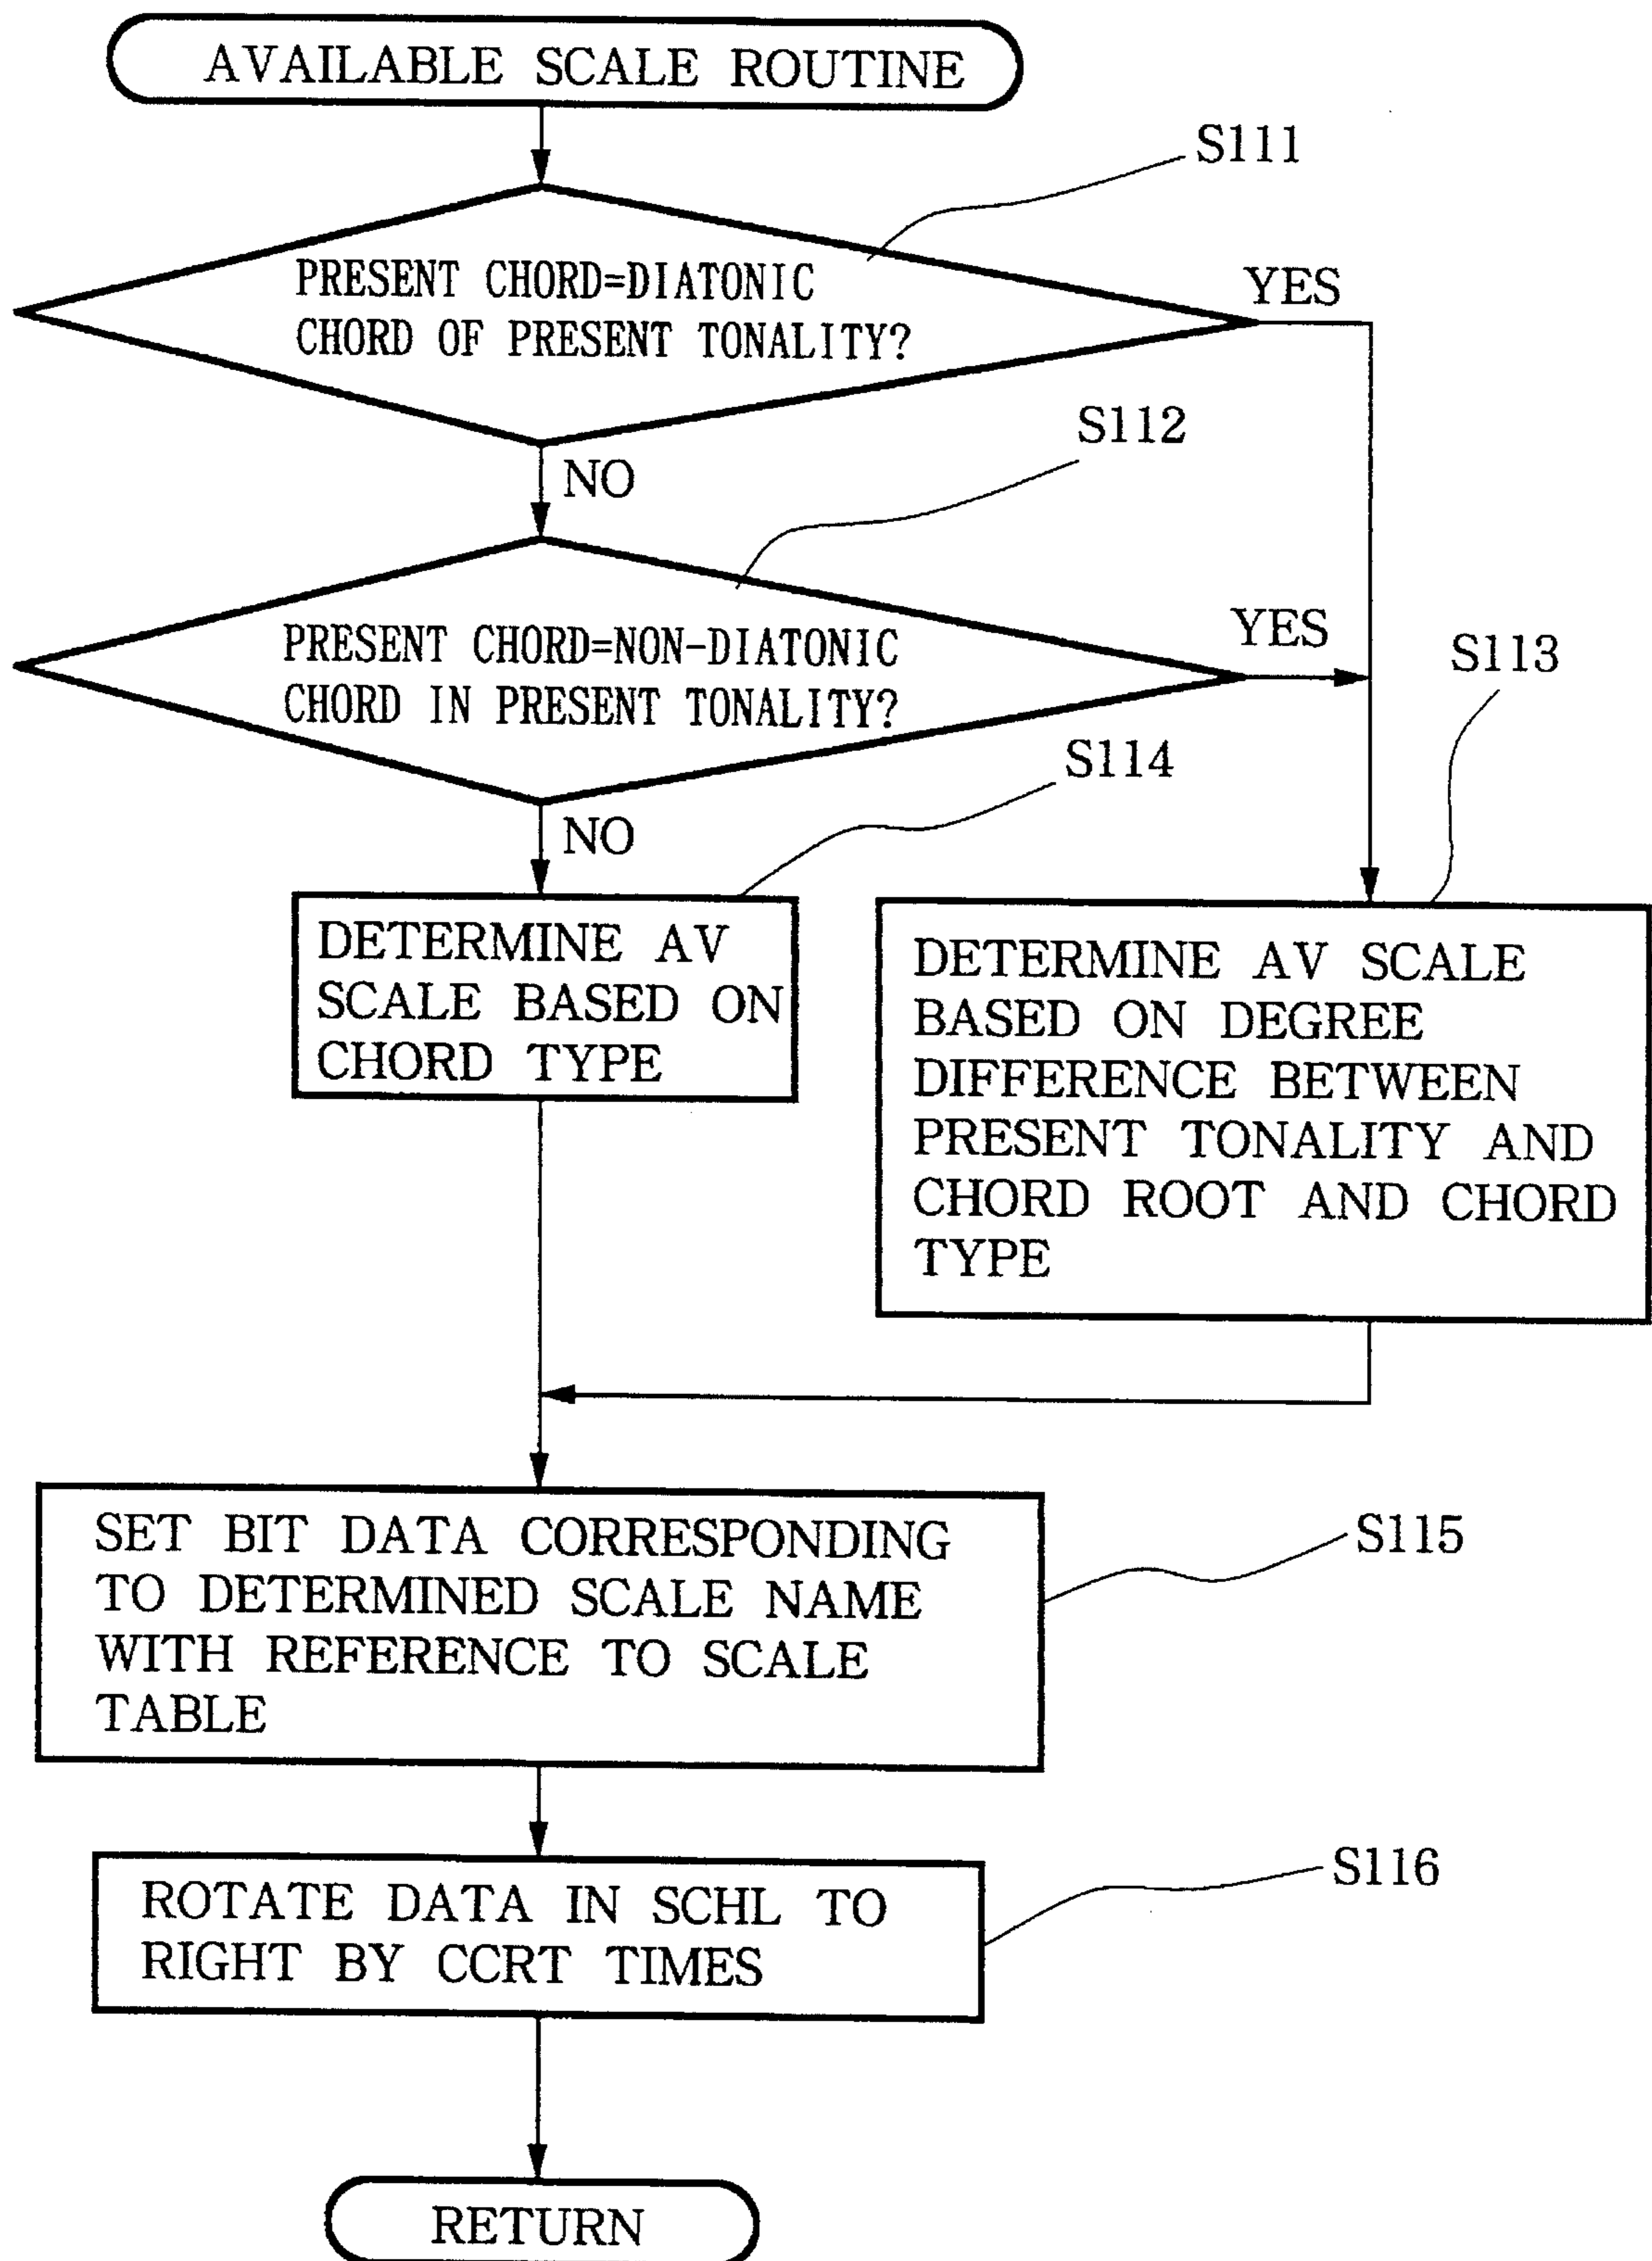 AVAILABLE SCALE ROUTINE
S111
PRESENT CHORD=DIATONIC
CHORD OF PRESENT TONALITY?
YES
NO
S112
PRESENT CHORD=NON-DIATONIC
CHORD IN PRESENT TONALITY?
YES
NO
S113
S114
DETERMINE AV
SCALE BASED ON
CHORD TYPE
DETERMINE AV SCALE
BASED ON DEGREE
DIFFERENCE BETWEEN
PRESENT TONALITY AND
CHORD ROOT AND CHORD
TYPE
SET BIT DATA CORRESPONDING
TO DETERMINED SCALE NAME
WITH REFERENCE TO SCALE
TABLE
S115
ROTATE DATA IN SCHL TO
RIGHT BY CCRT TIMES
S116
RETURN